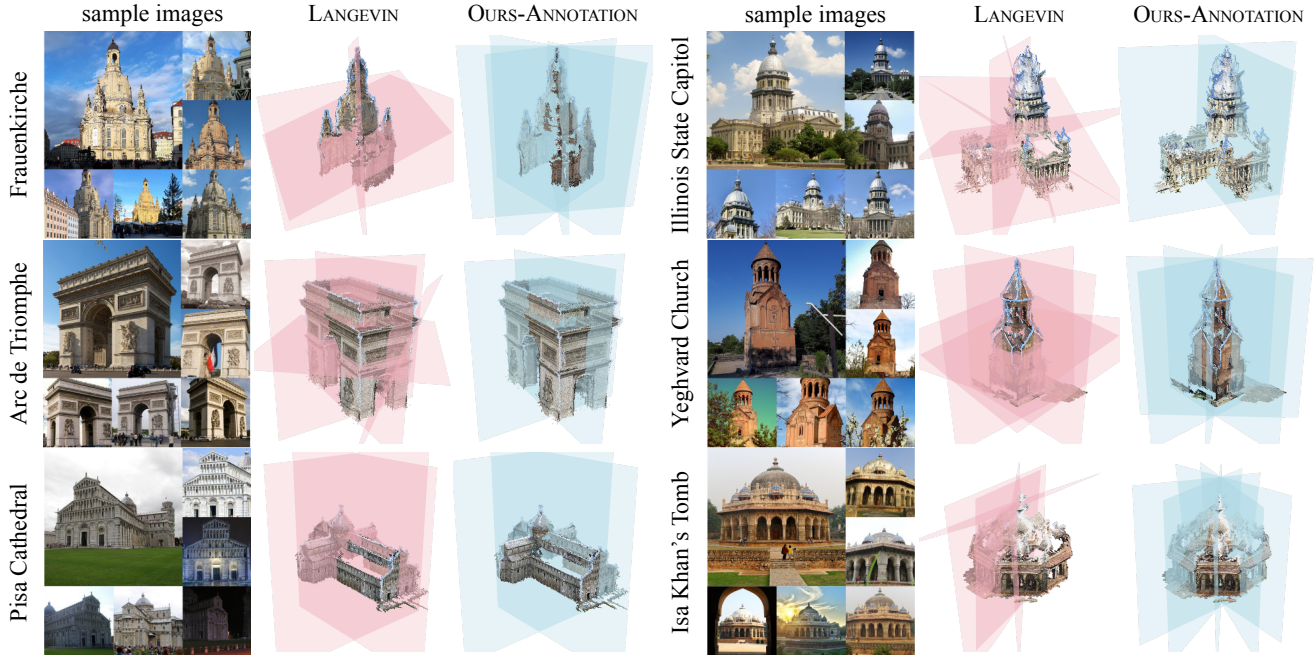 sample images LANGEVIN OURS-ANNOTATION sample images LANGEVIN OURS-ANNOTATION
Frauenkirche
Illinois State Capitol
Arc de Triomphe
Yeghvard Church
Pisa Cathedral
Isa Khan's Tomb